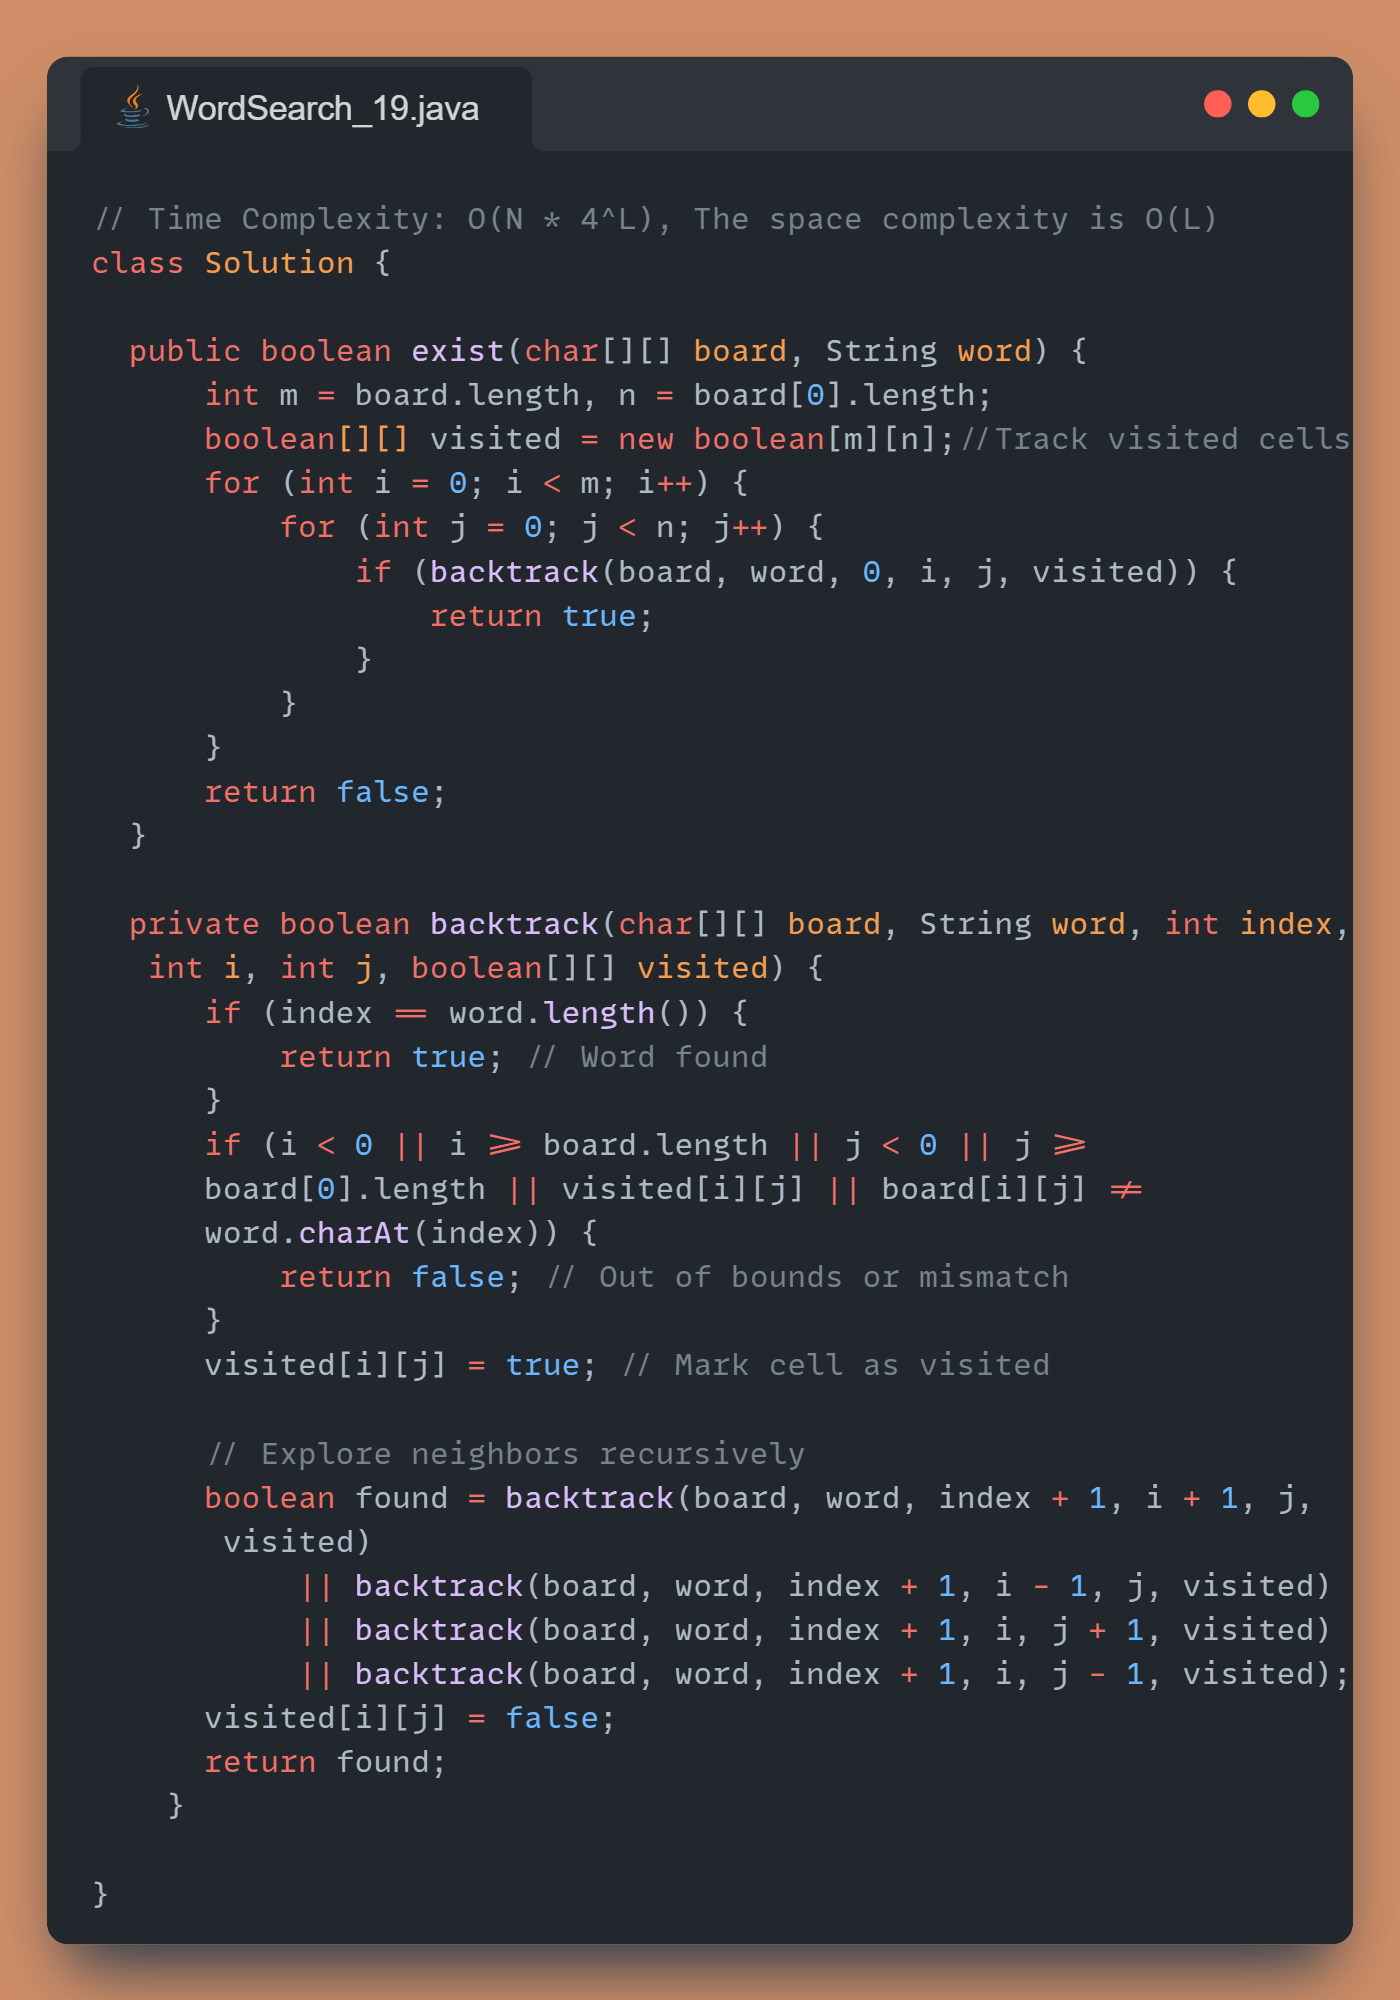 WordSearch_19.java
// Time Complexity: O(N * 4^L), The space complexity is O(L)
class Solution {
  public boolean exist(char[][] board, String word) {
      int m = board.length, n = board[0].length;
      boolean[][] visited = new boolean[m][n];//Track visited cells
      for (int i = 0; i < m; i++) {
          for (int j = 0; j < n; j++) {
              if (backtrack(board, word, 0, i, j, visited)) {
                  return true;
              }
          }
      }
      return false;
  }
  private boolean backtrack(char[][] board, String word, int index,
   int i, int j, boolean[][] visited) {
      if (index == word.length()) {
          return true; // Word found
      }
      if (i < 0 || i >= board.length || j < 0 || j >=
      board[0].length || visited[i][j] || board[i][j] !=
      word.charAt(index)) {
          return false; // Out of bounds or mismatch
      }
      visited[i][j] = true; // Mark cell as visited
      // Explore neighbors recursively
      boolean found = backtrack(board, word, index + 1, i + 1, j,
       visited)
           || backtrack(board, word, index + 1, i - 1, j, visited)
           || backtrack(board, word, index + 1, i, j + 1, visited)
           || backtrack(board, word, index + 1, i, j - 1, visited);
      visited[i][j] = false;
      return found;
    }
}